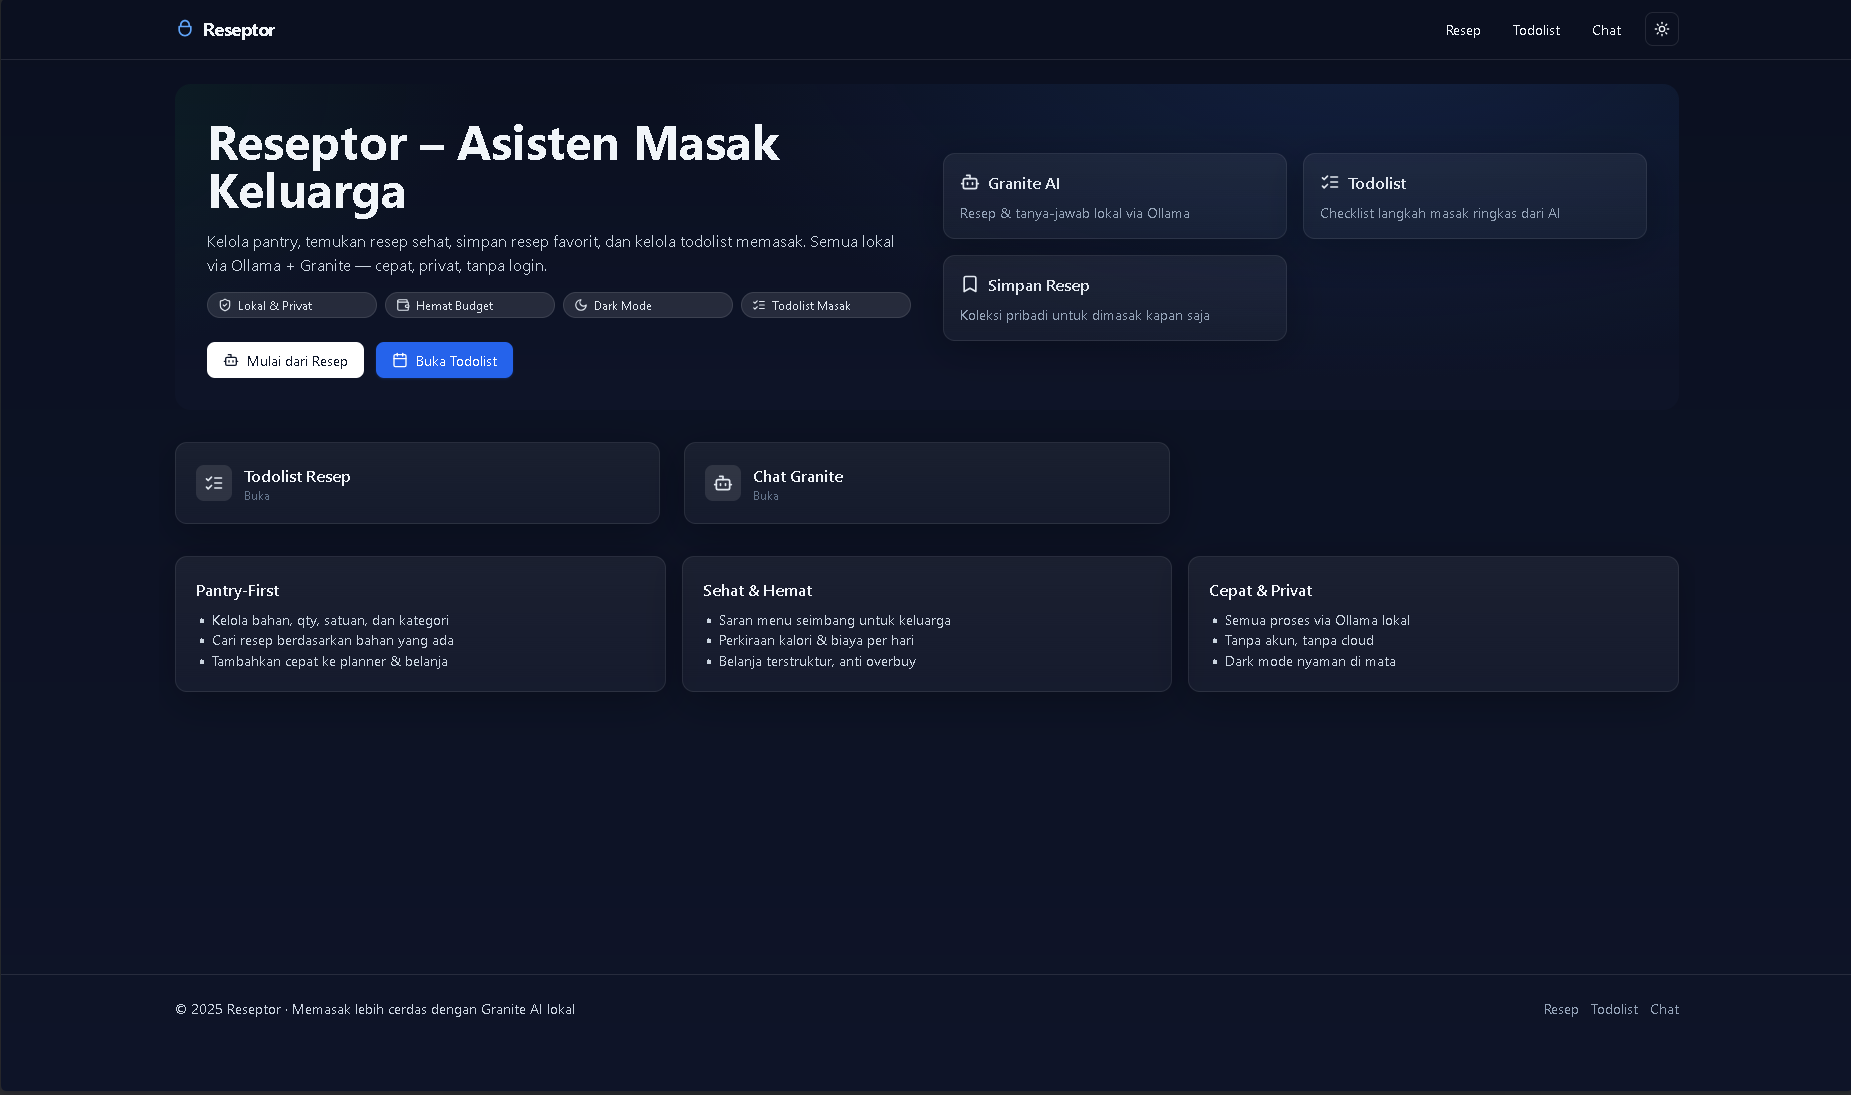 Reseptor
Resep Todolist Chat
Reseptor – Asisten Masak
Keluarga
Kelola pantry, temukan resep sehat, simpan resep favorit, dan kelola todolist memasak. Semua lokal
via Ollama + Granite — cepat, privat, tanpa login.
Lokal & Privat
Hemat Budget
Dark Mode
Todolist Masak
Mulai dari Resep
Buka Todolist
Granite AI
Resep & tanya-jawab lokal via Ollama
Todolist
Checklist langkah masak ringkas dari AI
Simpan Resep
Koleksi pribadi untuk dimasak kapan saja
Todolist Resep
Buka
Chat Granite
Buka
Pantry-First
• Kelola bahan, qty, satuan, dan kategori
• Cari resep berdasarkan bahan yang ada
• Tambahkan cepat ke planner & belanja
Sehat & Hemat
• Saran menu seimbang untuk keluarga
• Perkiraan kalori & biaya per hari
• Belanja terstruktur, anti overbuy
Cepat & Privat
• Semua proses via Ollama lokal
• Tanpa akun, tanpa cloud
• Dark mode nyaman di mata
© 2025 Reseptor · Memasak lebih cerdas dengan Granite AI lokal
Resep Todolist Chat